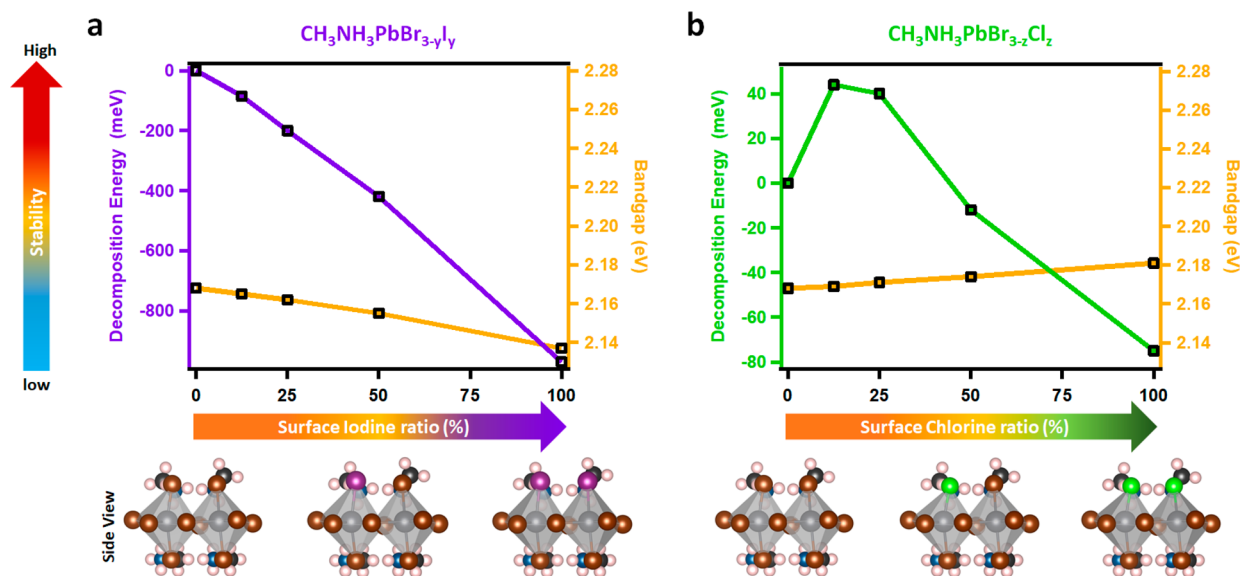 High
Stability
low
a
CH₃NH₃PbBr₃₋yIy
Decomposition Energy (meV)
0
-200
-400
-600
-800
2.28
2.26
2.24
2.22
2.20
2.18
2.16
2.14
Bandgap (eV)
0 25 50 75 100
Surface Iodine ratio (%)
b
CH₃NH₃PbBr₃₋zClz
Decomposition Energy (meV)
40
20
0
-20
-40
-60
-80
2.28
2.26
2.24
2.22
2.20
2.18
2.16
2.14
Bandgap (eV)
0 25 50 75 100
Surface Chlorine ratio (%)
Side View